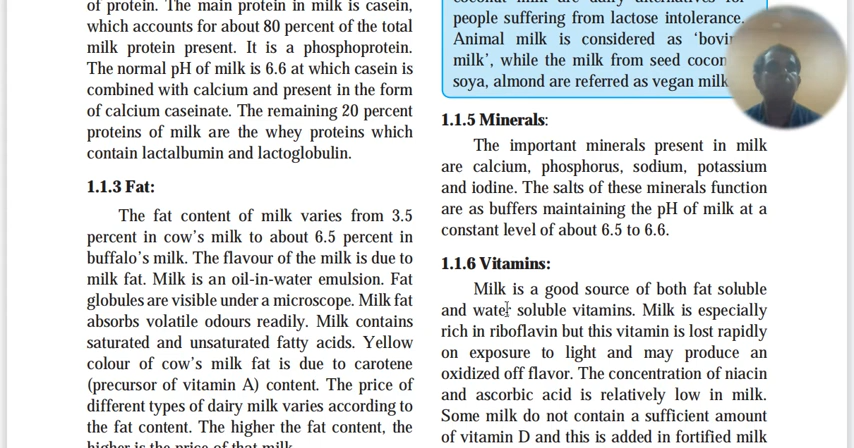 of protein. The main protein in milk is casein,
which accounts for about 80 percent of the total
milk protein present. It is a phosphoprotein.
The normal pH of milk is 6.6 at which casein is
combined with calcium and present in the form
of calcium caseinate. The remaining 20 percent
proteins of milk are the whey proteins which
contain lactalbumin and lactoglobulin.
1.1.3 Fat:
The fat content of milk varies from 3.5
percent in cow's milk to about 6.5 percent in
buffalo's milk. The flavour of the milk is due to
milk fat. Milk is an oil-in-water emulsion. Fat
globules are visible under a microscope. Milk fat
absorbs volatile odours readily. Milk contains
saturated and unsaturated fatty acids. Yellow
colour of cow's milk fat is due to carotene
(precursor of vitamin A) content. The price of
different types of dairy milk varies according to
the fat content. The higher the fat content, the
higher is the price of that milk.
coconut milk are dairy alternatives for
people suffering from lactose intolerance.
Animal milk is considered as
milk', while the milk from seed
soya, almond are referred as vegan milk
1.1.5 Minerals:
The important minerals present in milk
are calcium, phosphorus, sodium, potassium
and iodine. The salts of these minerals function
are as buffers maintaining the pH of milk at a
constant level of about 6.5 to 6.6.
1.1.6 Vitamins:
Milk is a good source of both fat soluble
and water soluble vitamins. Milk is especially
rich in riboflavin but this vitamin is lost rapidly
on exposure to light and may produce an
oxidized off flavor. The concentration of niacin
and ascorbic acid is relatively low in milk.
Some milk do not contain a sufficient amount
of vitamin D and this is added in fortified milk